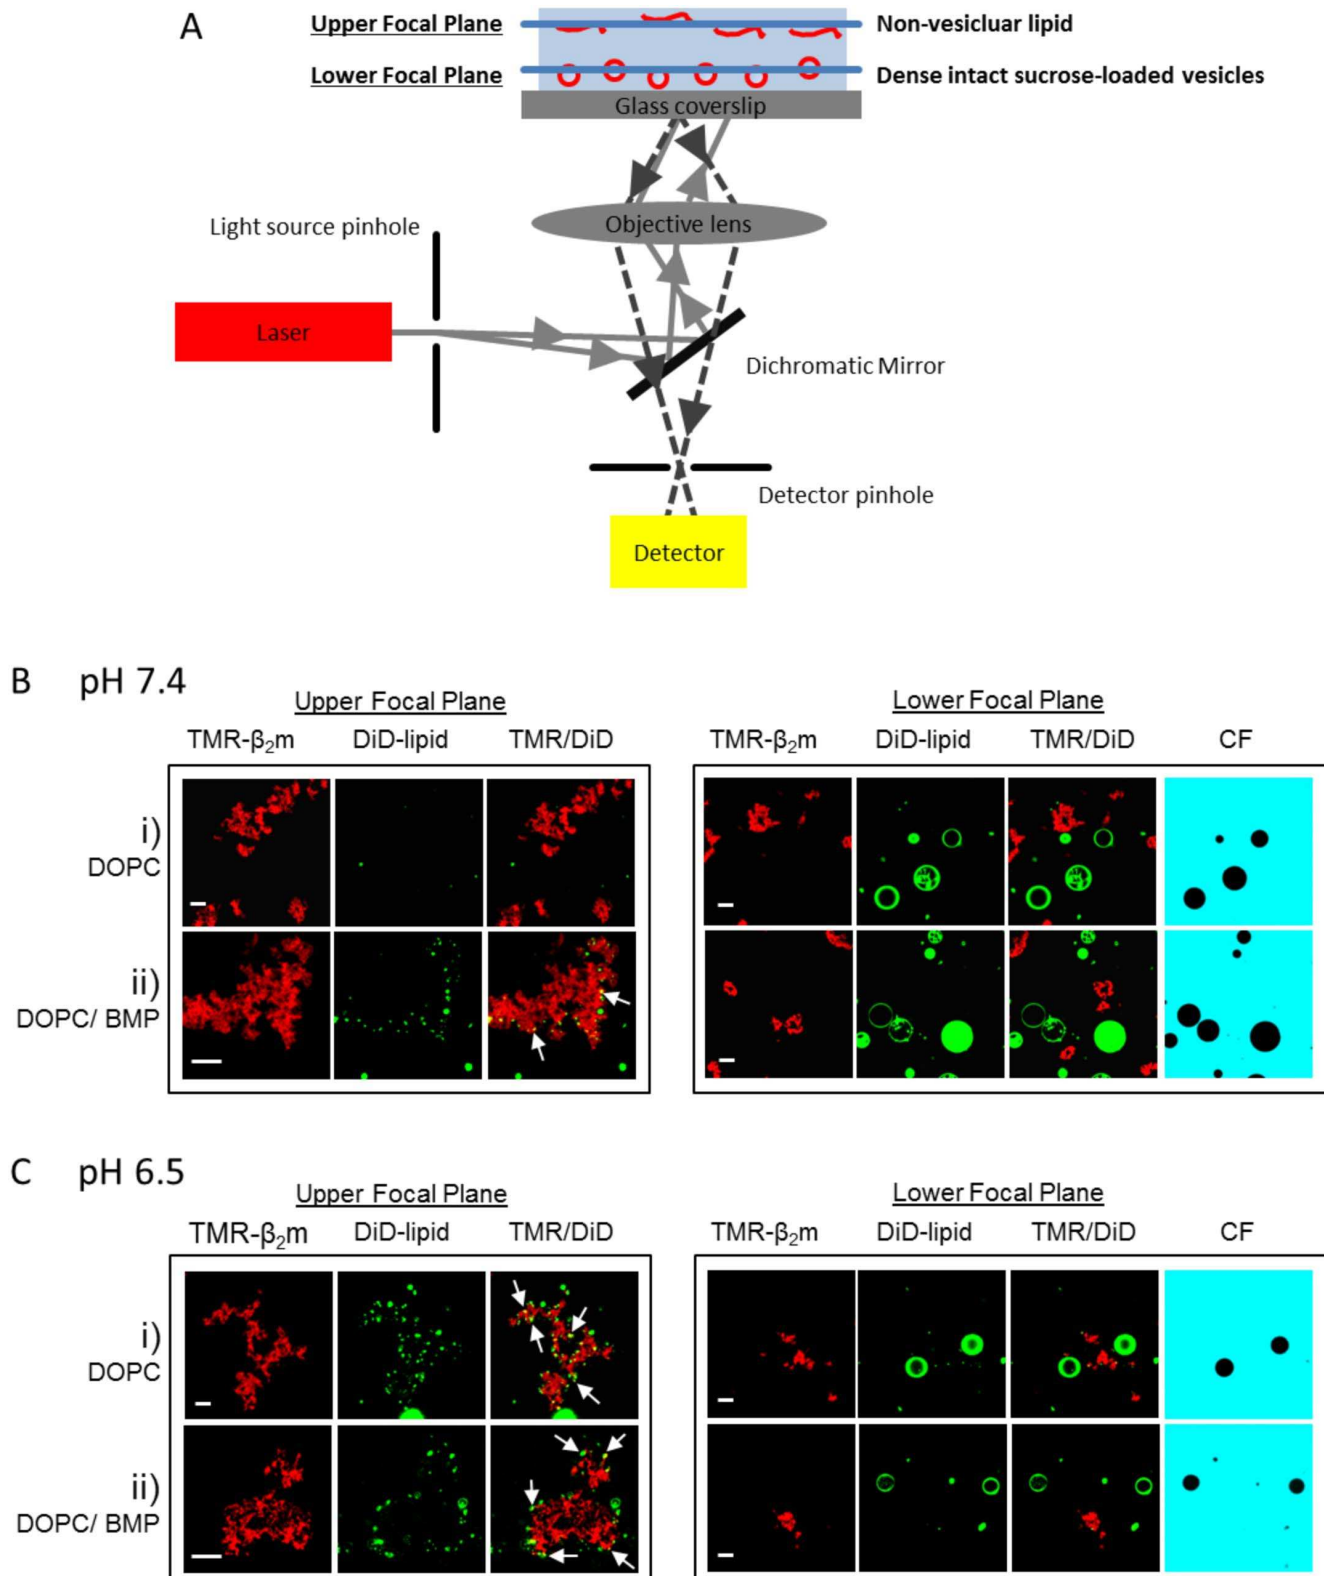 A
Upper Focal Plane
Non-vesicluar lipid
Lower Focal Plane
Dense intact sucrose-loaded vesicles
Glass coverslip
Light source pinhole
Objective lens
Laser
Dichromatic Mirror
Detector pinhole
Detector
B pH 7.4
Upper Focal Plane
Lower Focal Plane
TMR-β₂m DiD-lipid TMR/DiD
TMR-β₂m DiD-lipid TMR/DiD CF
i)
DOPC
ii)
DOPC/ BMP
C pH 6.5
Upper Focal Plane
Lower Focal Plane
TMR-β₂m DiD-lipid TMR/DiD
TMR-β₂m DiD-lipid TMR/DiD CF
i)
DOPC
ii)
DOPC/ BMP